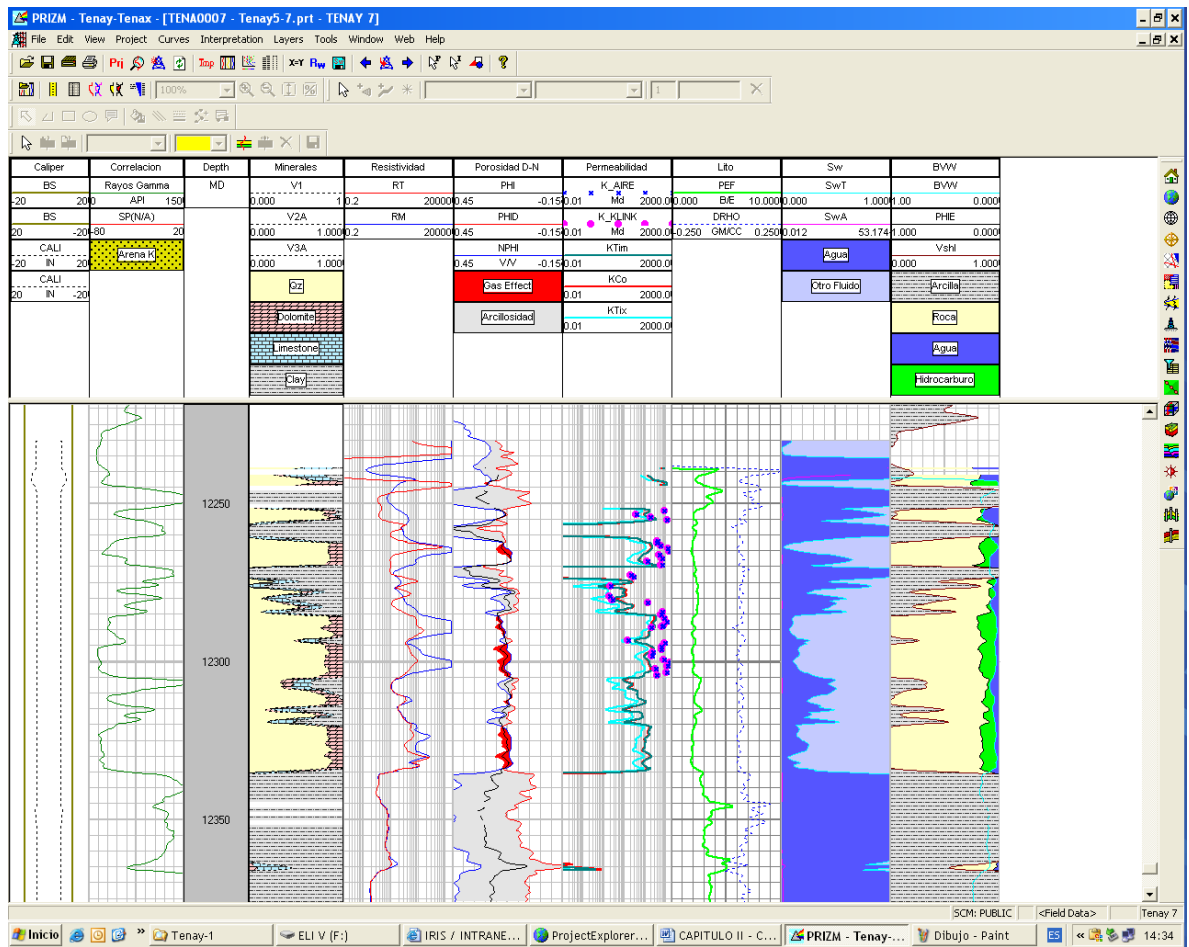 PRIZM - Tenay-Tenax - [TENA0007 - Tenay5-7.prt - TENAY 7]
File Edit View Project Curves Interpretation Layers Tools Window Web Help
Prj Tmp X=Y Rw
100% 1
Caliper Correlacion Depth Minerales Resistividad Porosidad D-N Permeabilidad Lito Sw BVW
BS Rayos Gamma MD V1 RT PHI K_AIRE PEF SwT BVW
-20 20 0 API 150 0.000 1 0.2 20000 0.45 -0.15 0.01 Md 2000.0 0.000 B/E 10.000 0.000 1.000 1.00 0.000
BS SP(N/A) V2A RM PHID K_KLINK DRHO SwA PHIE
20 -20 -80 20 0.000 1.000 0.2 20000 0.45 -0.15 0.01 Md 2000.0 -0.250 GM/CC 0.250 0.012 53.174 1.000 0.000
CALI Arena K V3A NPHI KTim Agua Vshl
-20 IN 20 0.000 1.000 0.45 V/V -0.15 0.01 2000.0 0.000 1.000
CALI Qz Gas Effect KCo Otro Fluido Arcilla
20 IN -20 0.01 2000.0
Dolomite Arcillosidad KTix Roca
0.01 2000.0
Limestone Agua
Clay Hidrocarburo
12250
12300
12350
SCM: PUBLIC <Field Data> Tenay 7
Inicio » Tenay-1 ELI V (F:) IRIS / INTRANE... ProjectExplorer... CAPITULO II - C... PRIZM - Tenay-... Dibujo - Paint ES « 14:34